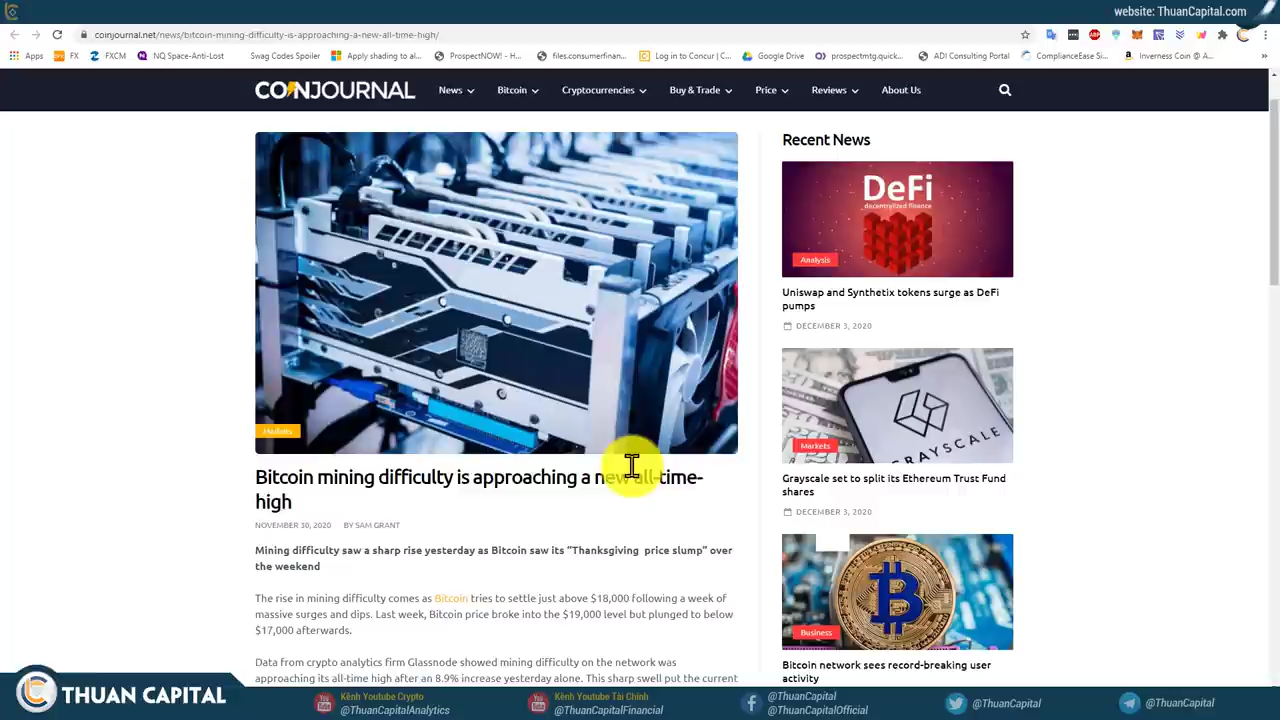 website: ThuanCapital.com
coinjournal.net/news/bitcoin-mining-difficulty-is-approaching-a-new-all-time-high/
Apps
FX
FXCM
NQ Space-Anti-Lost
Swag Codes Spoiler
Apply shading to al...
ProspectNOW! -...
files.consumerfinan...
Log in to Concur | C...
Google Drive
prospectmtg.quick...
ADI Consulting Portal
ComplianceEase Si...
Inverness Coin @ A...
COINJOURNAL
News
Bitcoin
Cryptocurrencies
Buy & Trade
Price
Reviews
About Us
Markets
Bitcoin mining difficulty is approaching a new all-time-
high
NOVEMBER 30, 2020 BY SAM GRANT
Mining difficulty saw a sharp rise yesterday as Bitcoin saw its “Thanksgiving price slump” over
the weekend
The rise in mining difficulty comes as Bitcoin tries to settle just above $18,000 following a week of
massive surges and dips. Last week, Bitcoin price broke into the $19,000 level but plunged to below
$17,000 afterwards.
Data from crypto analytics firm Glassnode showed mining difficulty on the network was
approaching its all-time high after an 8.9% increase yesterday alone. This sharp swell put the current
Recent News
DeFi
decentralized finance
Analysis
Uniswap and Synthetix tokens surge as DeFi
pumps
DECEMBER 3, 2020
GRAYSCALE
Markets
Grayscale set to split its Ethereum Trust Fund
shares
DECEMBER 3, 2020
Business
Bitcoin network sees record-breaking user
activity
THUAN CAPITAL
Kênh Youtube Crypto
@ThuanCapitalAnalytics
Kênh Youtube Tài Chính
@ThuanCapitalFinancial
@ThuanCapital
@ThuanCapitalOfficial
@ThuanCapital
@ThuanCapital